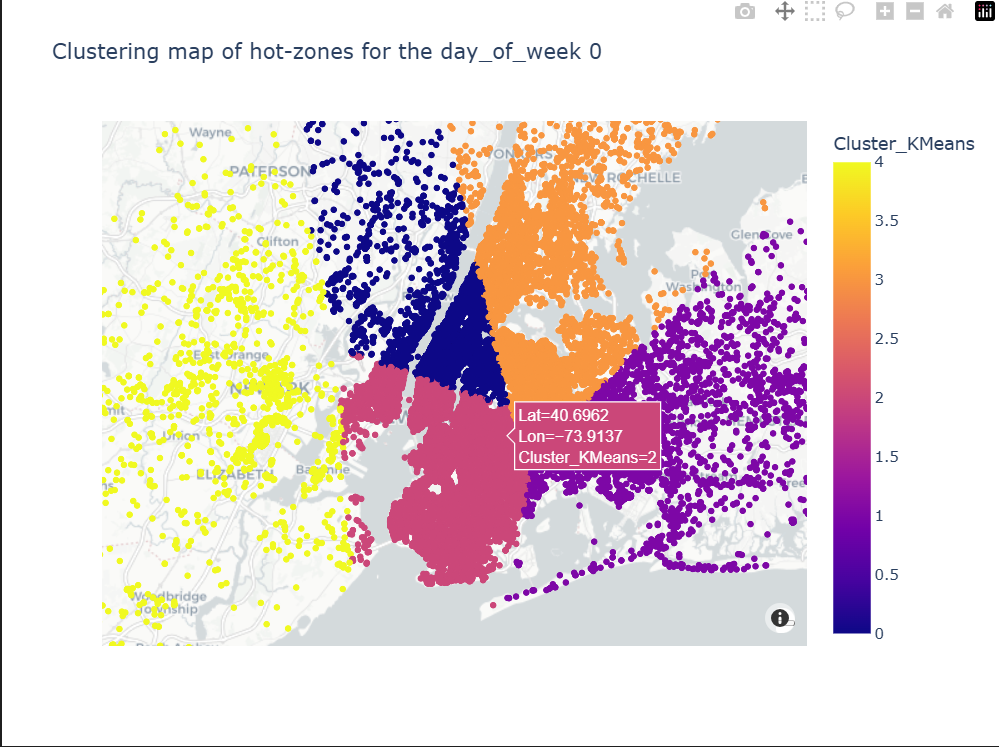 Clustering map of hot-zones for the day_of_week 0
Wayne
PATERSON
Clifton
East Orange
NEWARK
Union
ELIZABETH
Bayonne
Woodbridge
Township
YONKERS
NEW ROCHELLE
Glen Cove
Port
Washington
Lat=40.6962
Lon=−73.9137
Cluster_KMeans=2
Cluster_KMeans
4
3.5
3
2.5
2
1.5
1
0.5
0